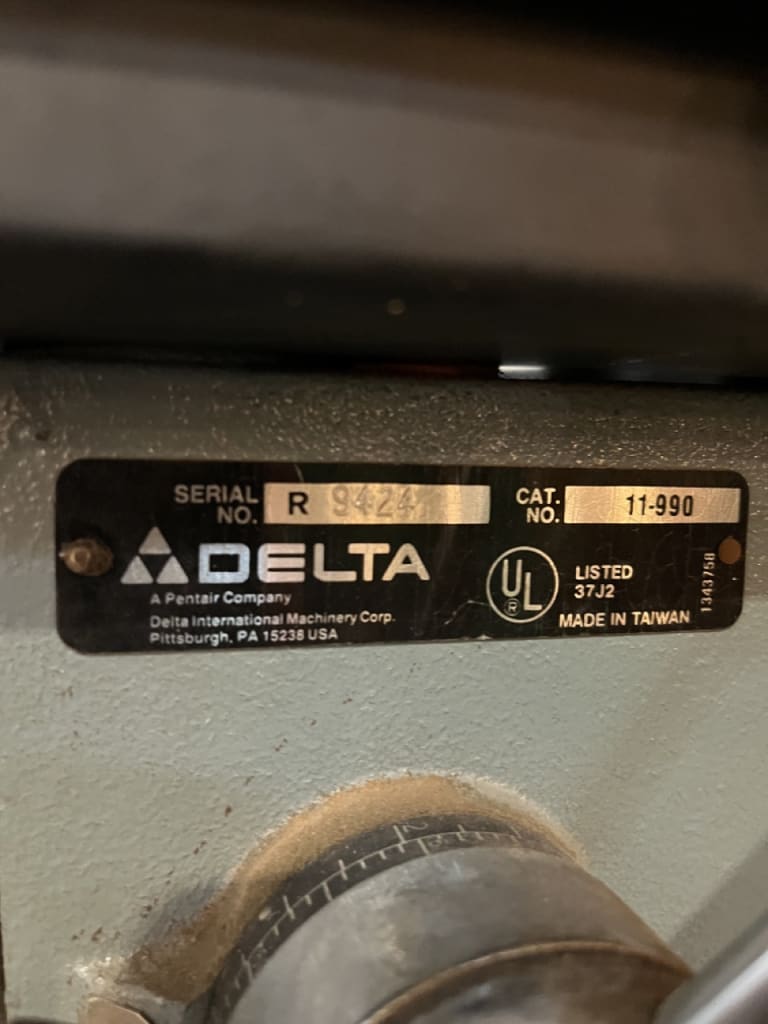 SERIAL NO. R 9424
CAT. NO. 11-990
DELTA
A Pentair Company
Delta International Machinery Corp.
Pittsburgh, PA 15238 USA
UL
®
LISTED
37J2
MADE IN TAIWAN
1343758